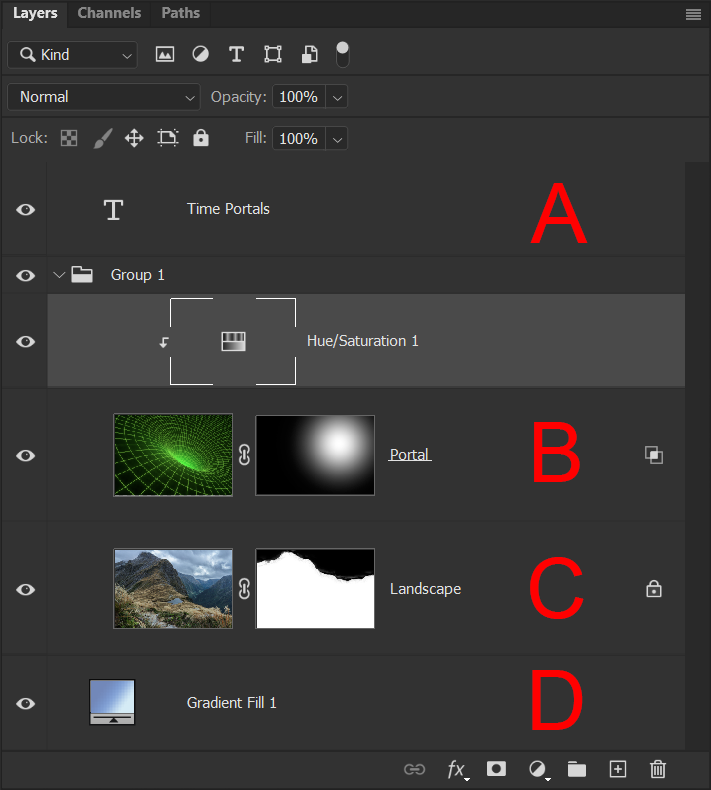 Layers Channels Paths
Kind T
Normal Opacity: 100%
Lock: Fill: 100%
T Time Portals A
Group 1
Hue/Saturation 1
Portal B
Landscape C
Gradient Fill 1 D
fx